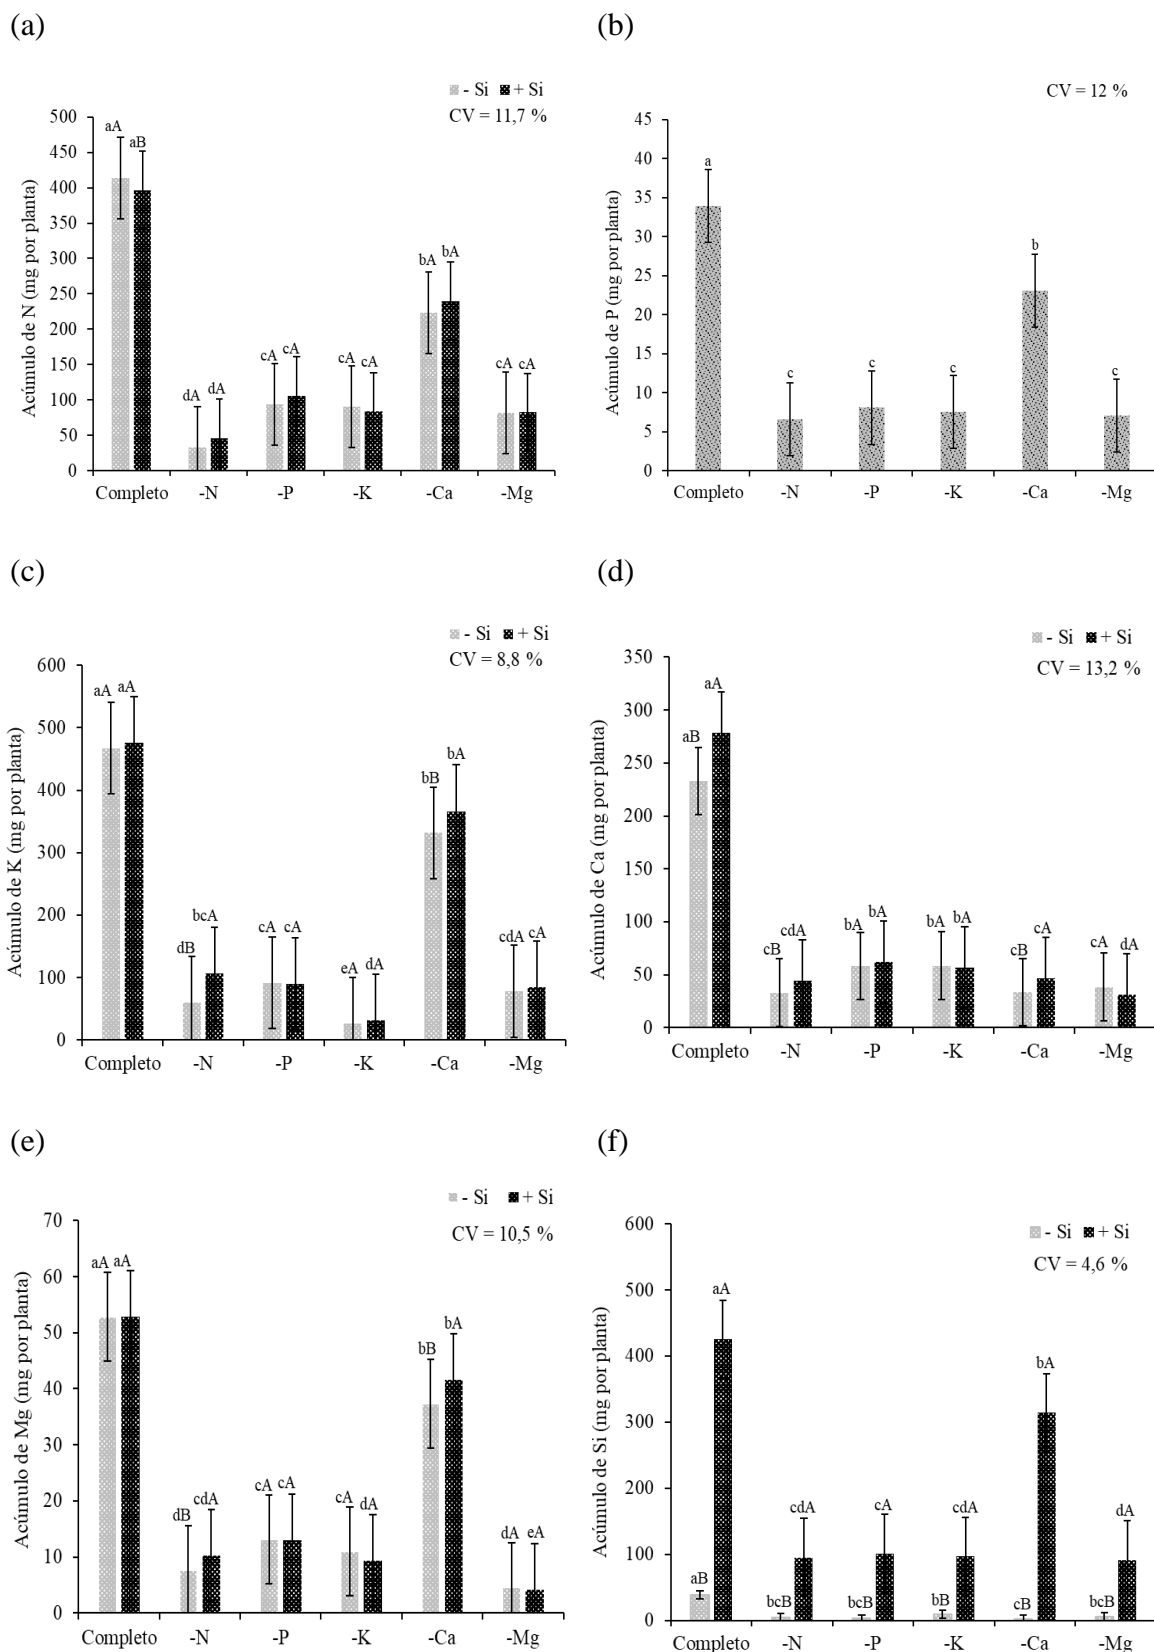 (a)
- Si + Si
CV = 11,7 %
Acúmulo de N (mg por planta)
500
450
400
350
300
250
200
150
100
50
0
aA aB
dA dA
cA cA
cA cA
bA bA
cA cA
Completo -N -P -K -Ca -Mg
(b)
CV = 12 %
Acúmulo de P (mg por planta)
45
40
35
30
25
20
15
10
5
0
a
c
c
c
b
c
Completo -N -P -K -Ca -Mg
(c)
- Si + Si
CV = 8,8 %
Acúmulo de K (mg por planta)
600
500
400
300
200
100
0
aA aA
dB bcA
cA cA
eA dA
bB bA
cdA cA
Completo -N -P -K -Ca -Mg
(d)
- Si + Si
CV = 13,2 %
Acúmulo de Ca (mg por planta)
350
300
250
200
150
100
50
0
aB aA
cB cdA
bA bA
bA bA
cB cA
cA dA
Completo -N -P -K -Ca -Mg
(e)
- Si + Si
CV = 10,5 %
Acúmulo de Mg (mg por planta)
70
60
50
40
30
20
10
0
aA aA
dB cdA
cA cA
cA dA
bB bA
dA eA
Completo -N -P -K -Ca -Mg
(f)
- Si + Si
CV = 4,6 %
Acúmulo de Si (mg por planta)
600
500
400
300
200
100
0
aB aA
bcB cdA
bcB cA
bB cdA
cB bA
bcB dA
Completo -N -P -K -Ca -Mg